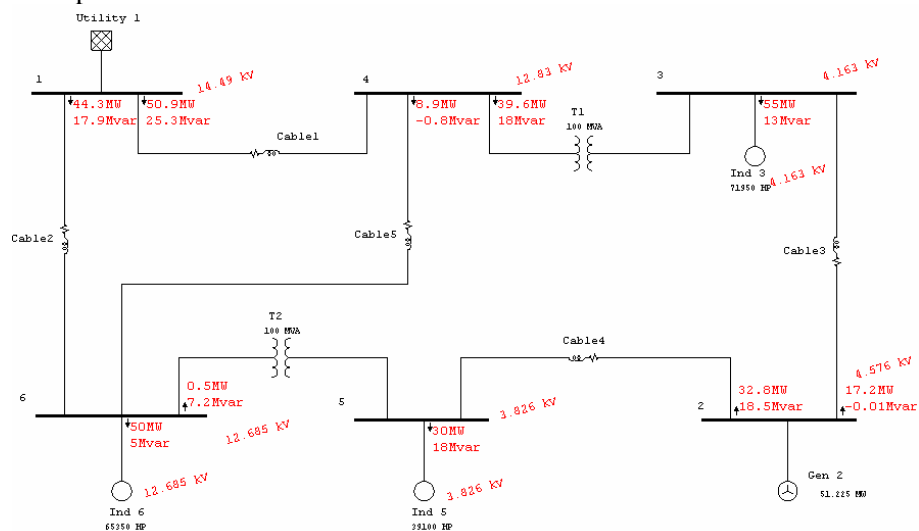 Utility 1
1
14.49 kV
44.3MW
17.9Mvar
50.9MW
25.3Mvar
Cable1
4
12.83 kV
8.9MW
-0.8Mvar
39.6MW
18Mvar
T1
100 MVA
3
4.163 kV
55MW
13Mvar
Ind 3
71950 HP
4.163 kV
Cable2
Cable5
Cable3
T2
100 MVA
Cable4
6
0.5MW
7.2Mvar
12.685 kV
50MW
5Mvar
12.685 kV
Ind 6
65350 HP
5
3.826 kV
30MW
18Mvar
3.826 kV
Ind 5
39100 HP
2
4.576 kV
32.8MW
18.5Mvar
17.2MW
-0.01Mvar
Gen 2
51.225 MW